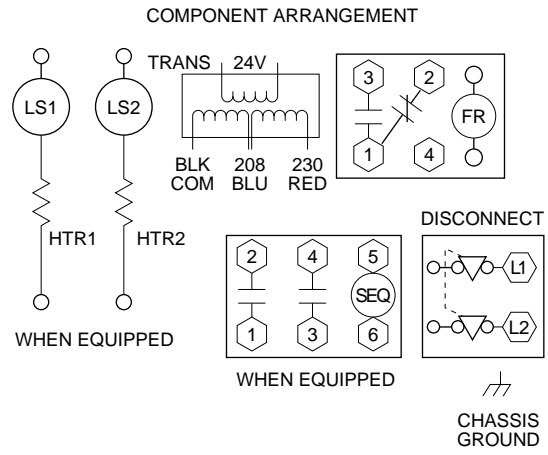 COMPONENT ARRANGEMENT
TRANS 24V
3 2
LS1 LS2 FR
1 4
BLK 208 230
COM BLU RED
HTR1 HTR2
DISCONNECT
2 4 5
L1
SEQ
1 3 6
L2
WHEN EQUIPPED
WHEN EQUIPPED
CHASSIS
GROUND